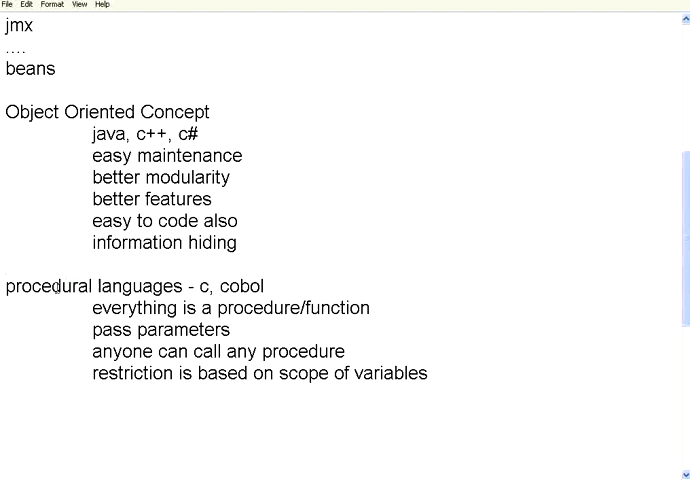 File Edit Format View Help
jmx
....
beans
Object Oriented Concept
java, c++, c#
easy maintenance
better modularity
better features
easy to code also
information hiding
procedural languages - c, cobol
everything is a procedure/function
pass parameters
anyone can call any procedure
restriction is based on scope of variables